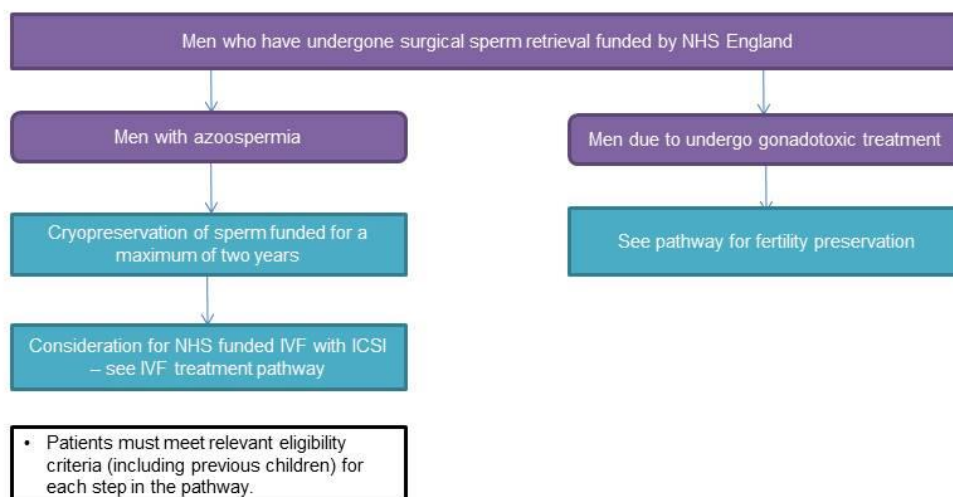 Men who have undergone surgical sperm retrieval funded by NHS England
Men with azoospermia
Men due to undergo gonadotoxic treatment
Cryopreservation of sperm funded for a
maximum of two years
See pathway for fertility preservation
Consideration for NHS funded IVF with ICSI
– see IVF treatment pathway
• Patients must meet relevant eligibility
criteria (including previous children) for
each step in the pathway.